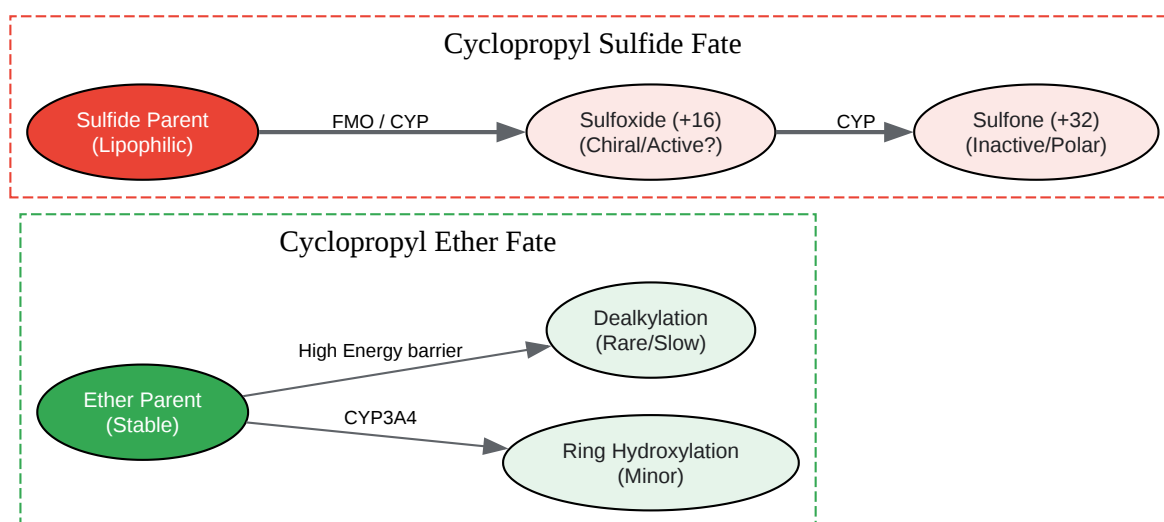 Cyclopropyl Sulfide Fate
Sulfide Parent
(Lipophilic)
FMO / CYP
Sulfoxide (+16)
(Chiral/Active?)
CYP
Sulfone (+32)
(Inactive/Polar)
Cyclopropyl Ether Fate
Ether Parent
(Stable)
High Energy barrier
Dealkylation
(Rare/Slow)
CYP3A4
Ring Hydroxylation
(Minor)